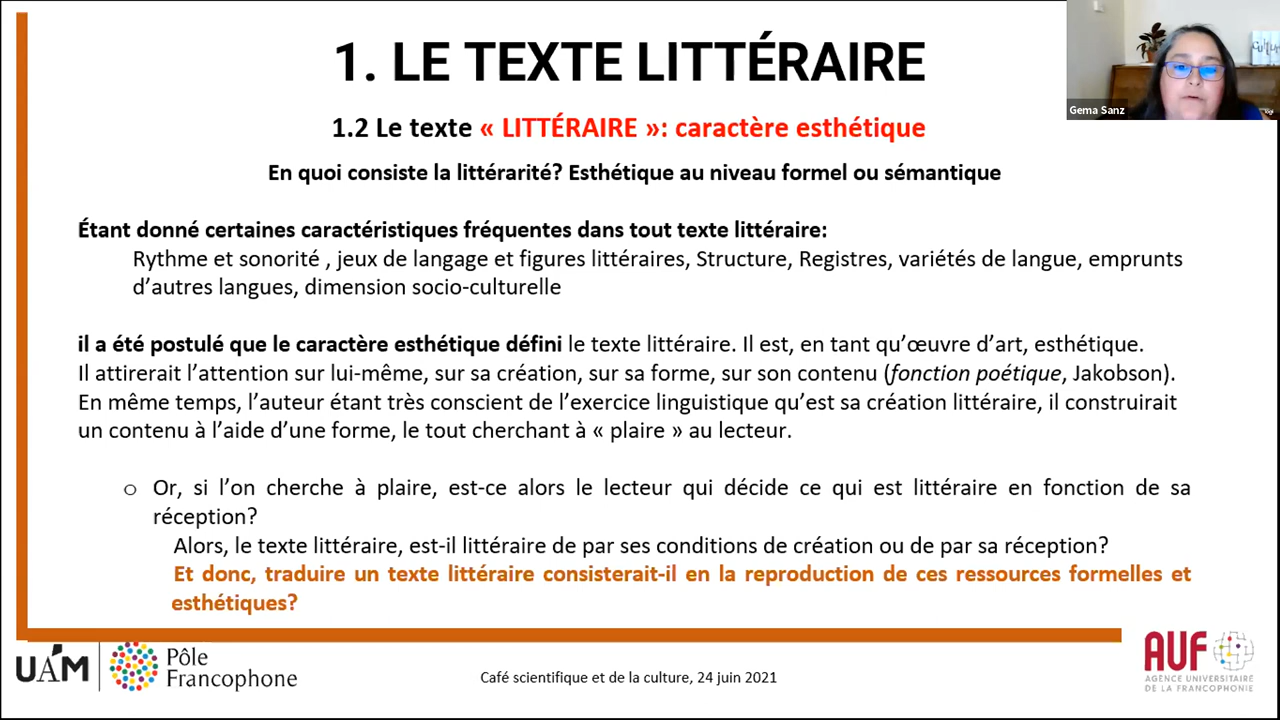 1. LE TEXTE LITTÉRAIRE
1.2 Le texte « LITTÉRAIRE »: caractère esthétique
En quoi consiste la littérarité? Esthétique au niveau formel ou sémantique
Étant donné certaines caractéristiques fréquentes dans tout texte littéraire:
Rythme et sonorité , jeux de langage et figures littéraires, Structure, Registres, variétés de langue, emprunts
d’autres langues, dimension socio-culturelle
il a été postulé que le caractère esthétique défini le texte littéraire. Il est, en tant qu’œuvre d’art, esthétique.
Il attirerait l’attention sur lui-même, sur sa création, sur sa forme, sur son contenu (fonction poétique, Jakobson).
En même temps, l’auteur étant très conscient de l’exercice linguistique qu’est sa création littéraire, il construirait
un contenu à l’aide d’une forme, le tout cherchant à « plaire » au lecteur.
o Or, si l’on cherche à plaire, est-ce alors le lecteur qui décide ce qui est littéraire en fonction de sa
réception?
Alors, le texte littéraire, est-il littéraire de par ses conditions de création ou de par sa réception?
Et donc, traduire un texte littéraire consisterait-il en la reproduction de ces ressources formelles et
esthétiques?
Gema Sanz
UAM
Pôle
Francophone
Café scientifique et de la culture, 24 juin 2021
AUF
AGENCE UNIVERSITAIRE
DE LA FRANCOPHONIE